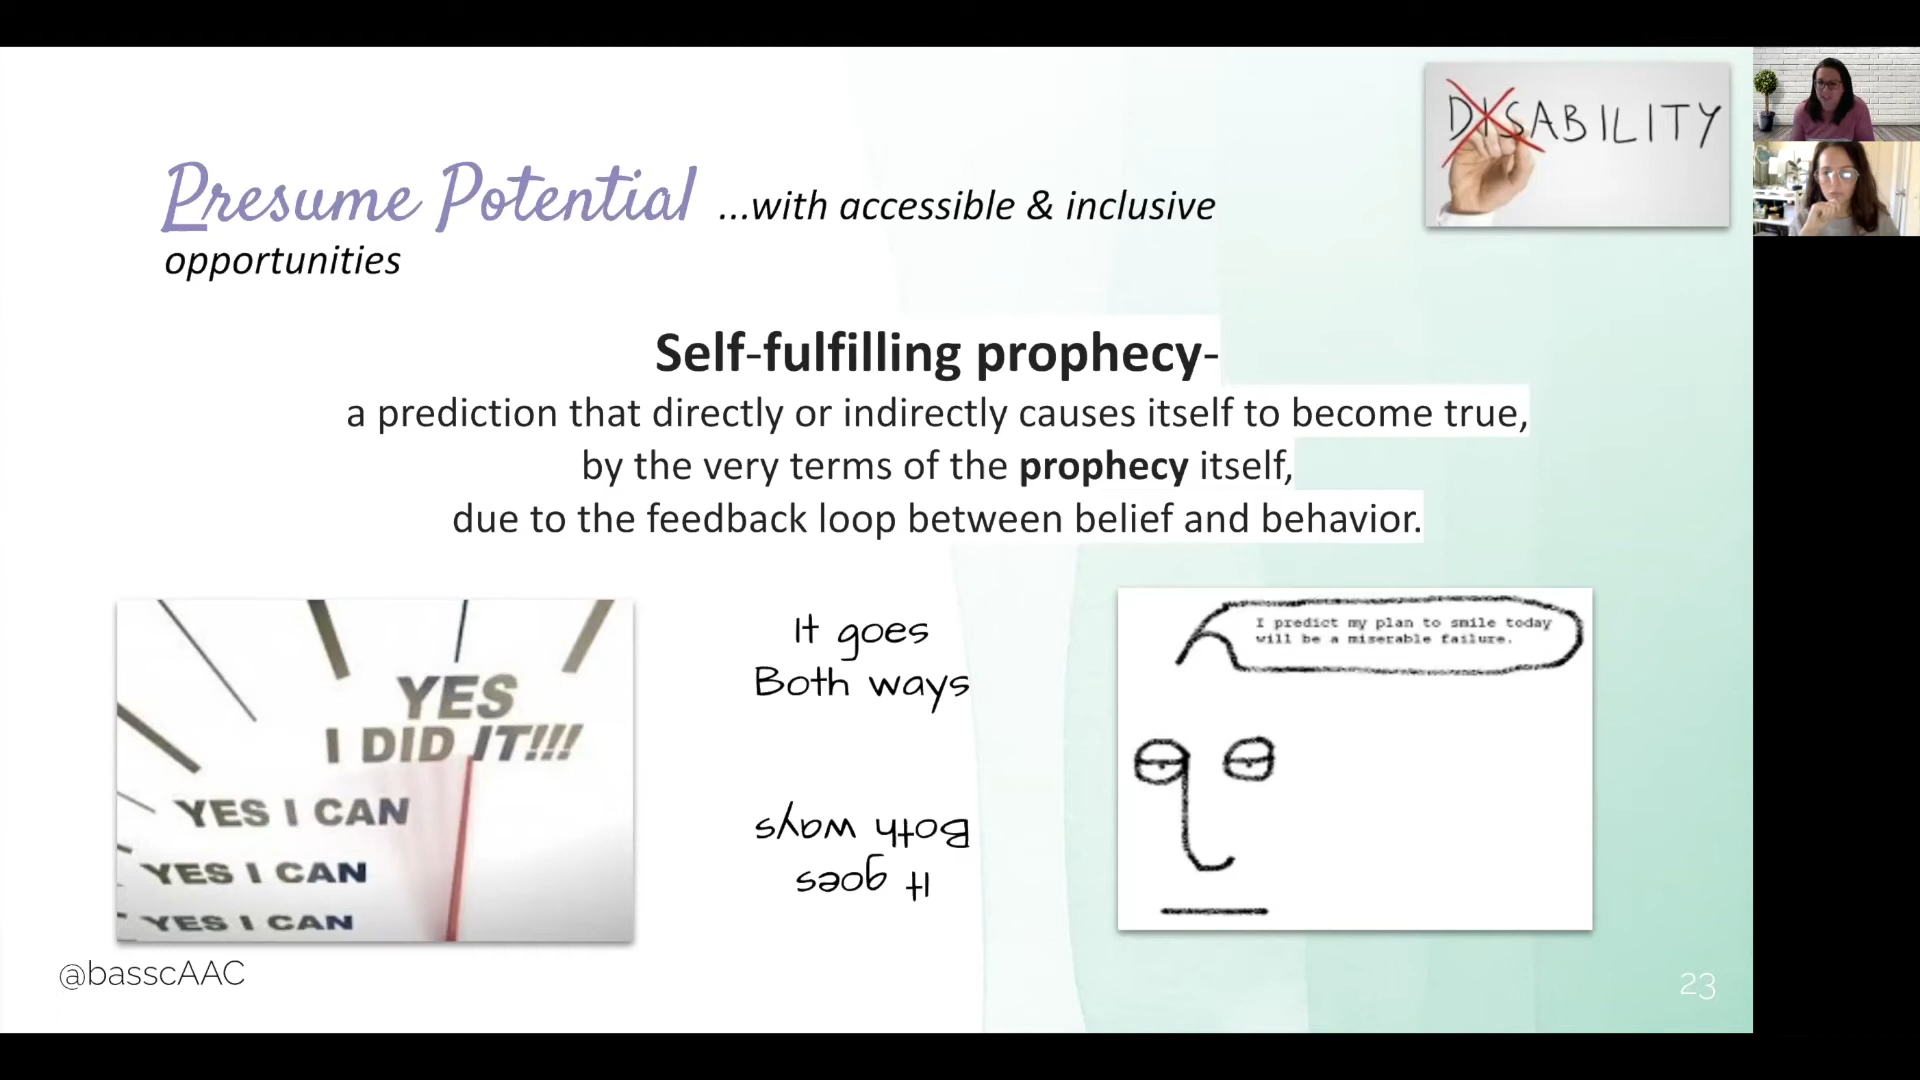 DISABILITY
Presume Potential ...with accessible & inclusive
opportunities
Self-fulfilling prophecy-
a prediction that directly or indirectly causes itself to become true,
by the very terms of the prophecy itself,
due to the feedback loop between belief and behavior.
YES
I DID IT!!!
YES I CAN
YES I CAN
YES I CAN
It goes
Both ways
It goes
Both ways
I predict my plan to smile today
will be a miserable failure.
@basscAAC
23